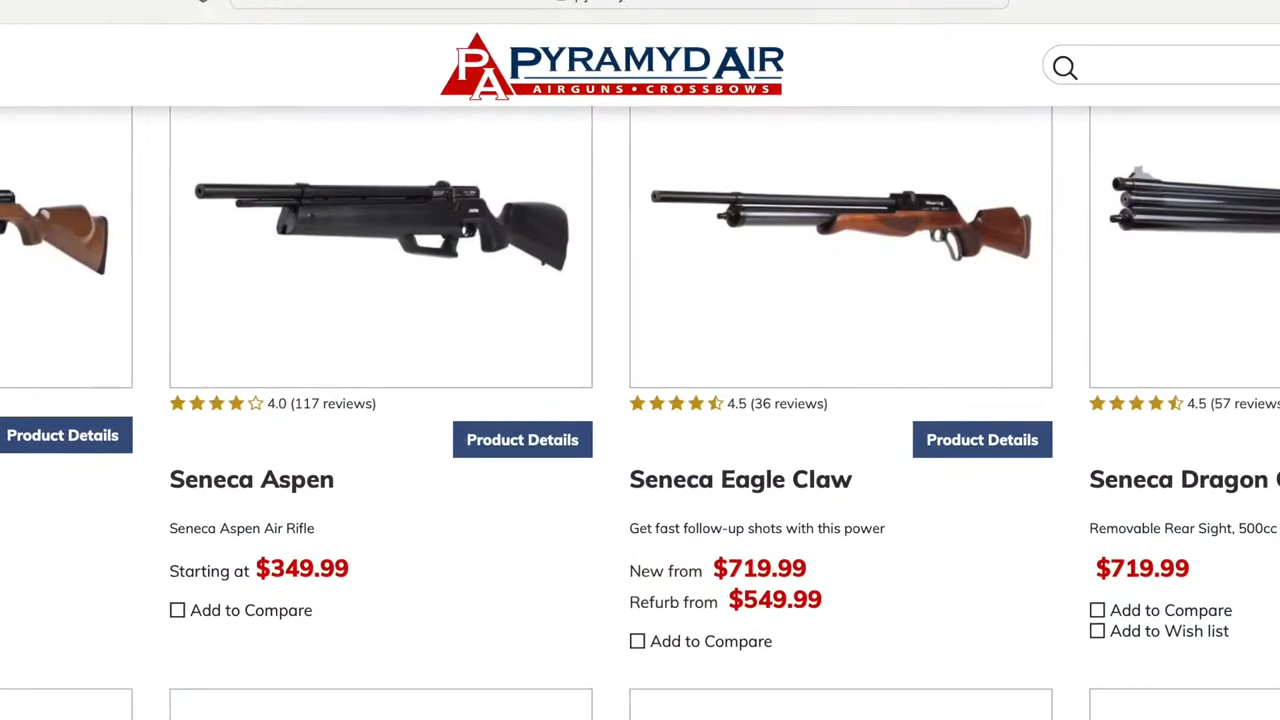 PYRAMYD AIR
PA
AIRGUNS • CROSSBOWS
4.0 (117 reviews)
4.5 (36 reviews)
4.5 (57 reviews
Product Details
Product Details
Product Details
Seneca Aspen
Seneca Eagle Claw
Seneca Dragon
Seneca Aspen Air Rifle
Get fast follow-up shots with this power
Removable Rear Sight, 500cc
Starting at $349.99
New from $719.99
Refurb from $549.99
$719.99
Add to Compare
Add to Compare
Add to Compare
Add to Wish list